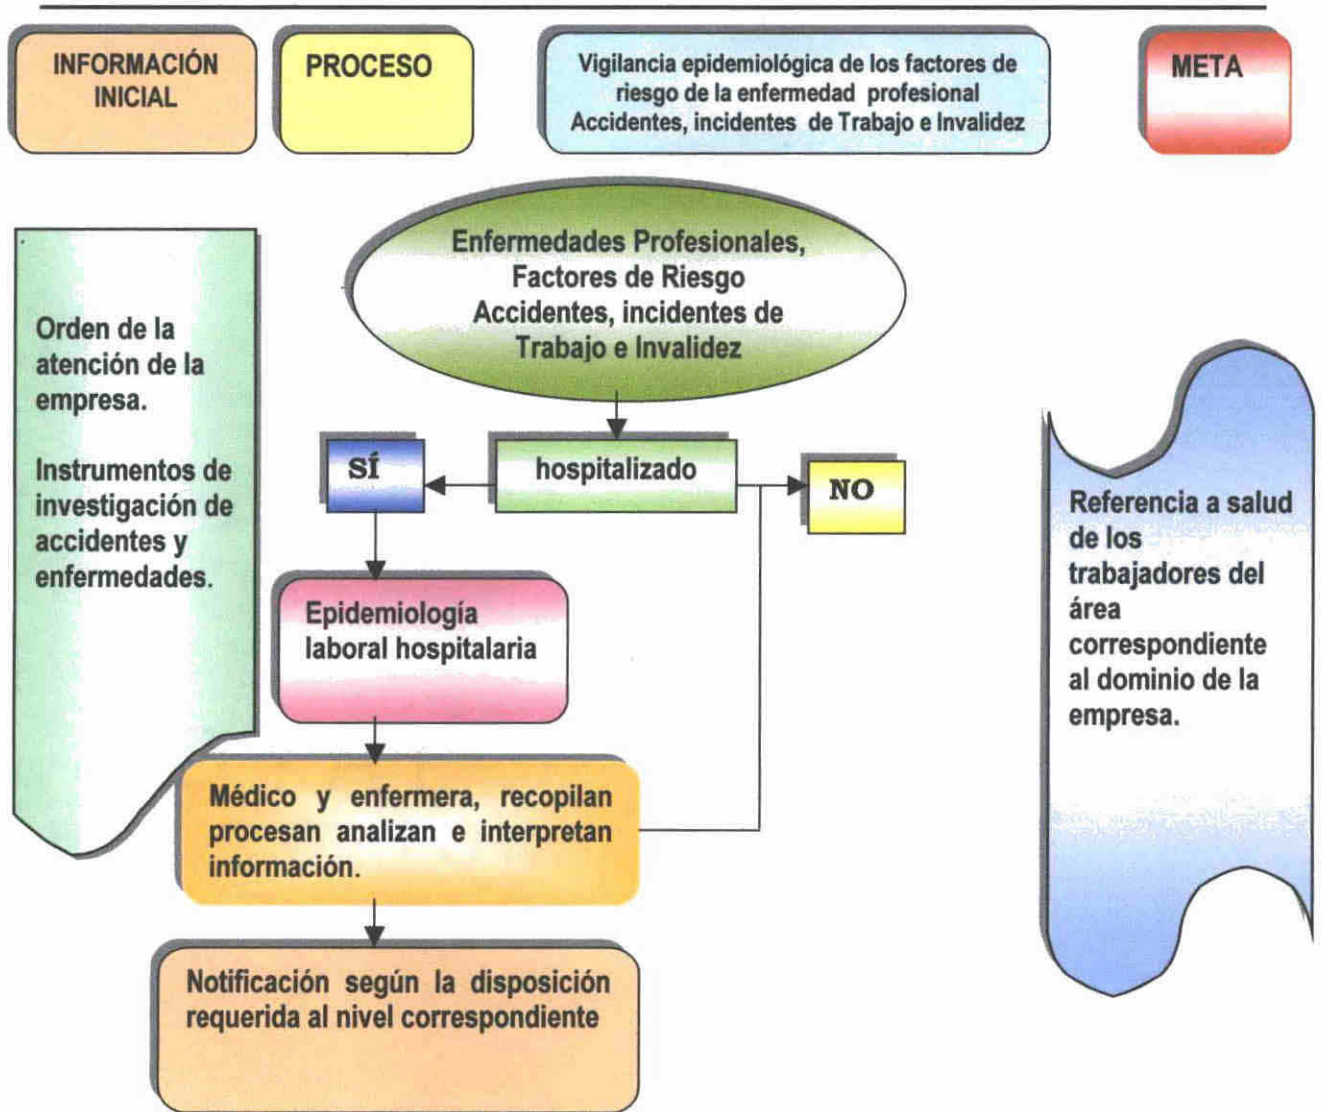 INFORMACIÓN
INICIAL
PROCESO
Vigilancia epidemiológica de los factores de
riesgo de la enfermedad profesional
Accidentes, incidentes de Trabajo e Invalidez
META
Orden de la
atención de la
empresa.
Instrumentos de
investigación de
accidentes y
enfermedades.
Enfermedades Profesionales,
Factores de Riesgo
Accidentes, incidentes de
Trabajo e Invalidez
SÍ
hospitalizado
NO
Epidemiología
laboral hospitalaria
Médico y enfermera, recopilan
procesan analizan e interpretan
información.
Notificación según la disposición
requerida al nivel correspondiente
Referencia a salud
de los
trabajadores del
área
correspondiente
al dominio de la
empresa.